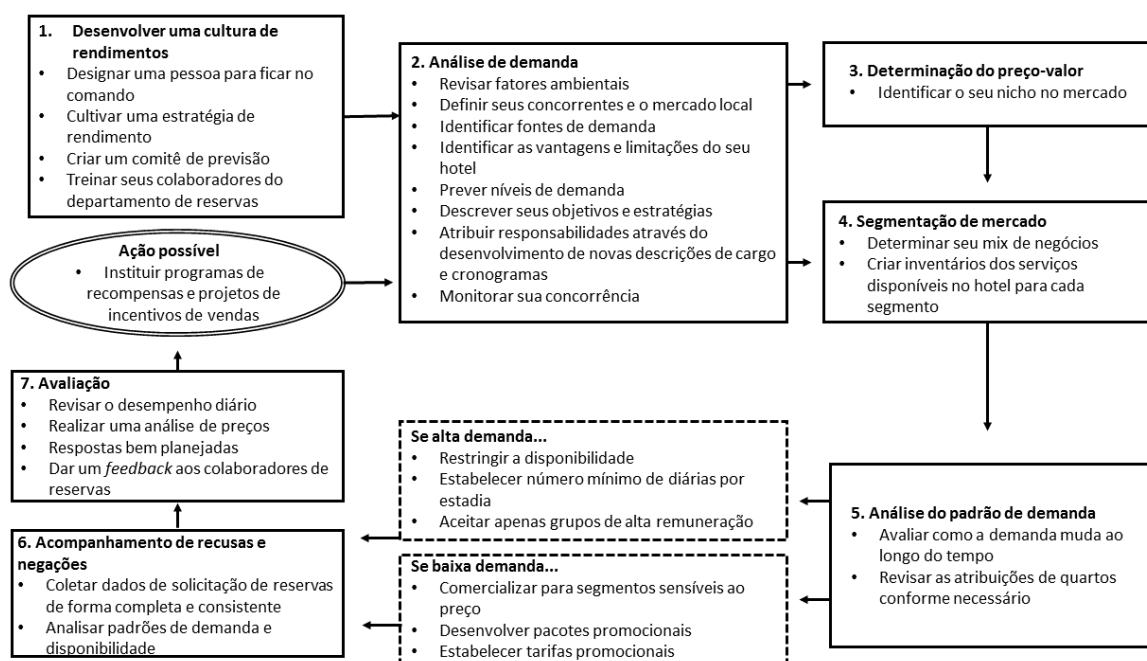 1. Desenvolver uma cultura de
rendimentos
• Designar uma pessoa para ficar no
comando
• Cultivar uma estratégia de
rendimento
• Criar um comitê de previsão
• Treinar seus colaboradores do
departamento de reservas
2. Análise de demanda
• Revisar fatores ambientais
• Definir seus concorrentes e o mercado local
• Identificar fontes de demanda
• Identificar as vantagens e limitações do seu
hotel
• Prever níveis de demanda
• Descrever seus objetivos e estratégias
• Atribuir responsabilidades através do
desenvolvimento de novas descrições de cargo
e cronogramas
• Monitorar sua concorrência
3. Determinação do preço-valor
• Identificar o seu nicho no mercado
4. Segmentação de mercado
• Determinar seu mix de negócios
• Criar inventários dos serviços
disponíveis no hotel para cada
segmento
5. Análise do padrão de demanda
• Avaliar como a demanda muda ao
longo do tempo
• Revisar as atribuições de quartos
conforme necessário
Se alta demanda...
• Restringir a disponibilidade
• Estabelecer número mínimo de diárias por
estadia
• Aceitar apenas grupos de alta remuneração
Se baixa demanda...
• Comercializar para segmentos sensíveis ao
preço
• Desenvolver pacotes promocionais
• Estabelecer tarifas promocionais
6. Acompanhamento de recusas e
negações
• Coletar dados de solicitação de reservas
de forma completa e consistente
• Analisar padrões de demanda e
disponibilidade
7. Avaliação
• Revisar o desempenho diário
• Realizar uma análise de preços
• Respostas bem planejadas
• Dar um feedback aos colaboradores de
reservas
Ação possível
• Instituir programas de
recompensas e projetos de
incentivos de vendas